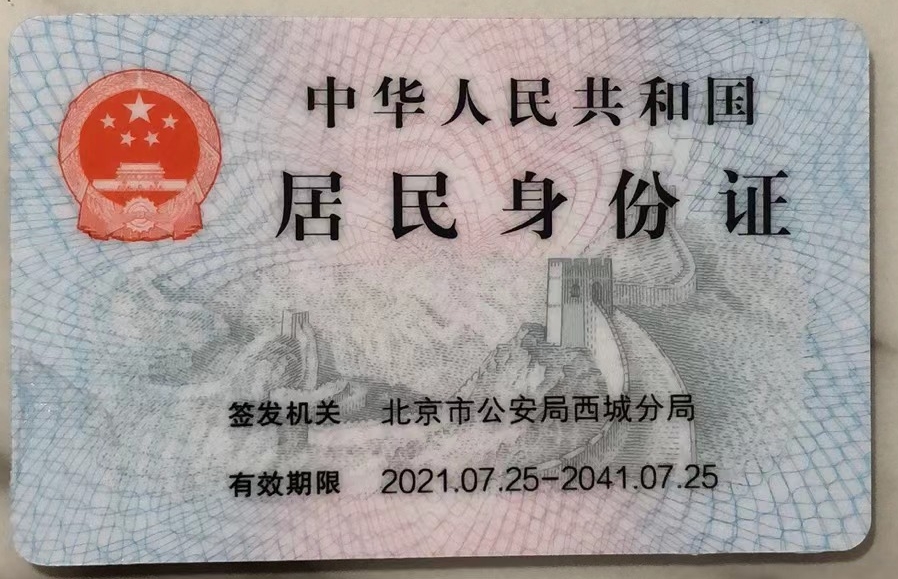 中华人民共和国
居民身份证
签发机关 北京市公安局西城分局
有效期限 2021.07.25-2041.07.25